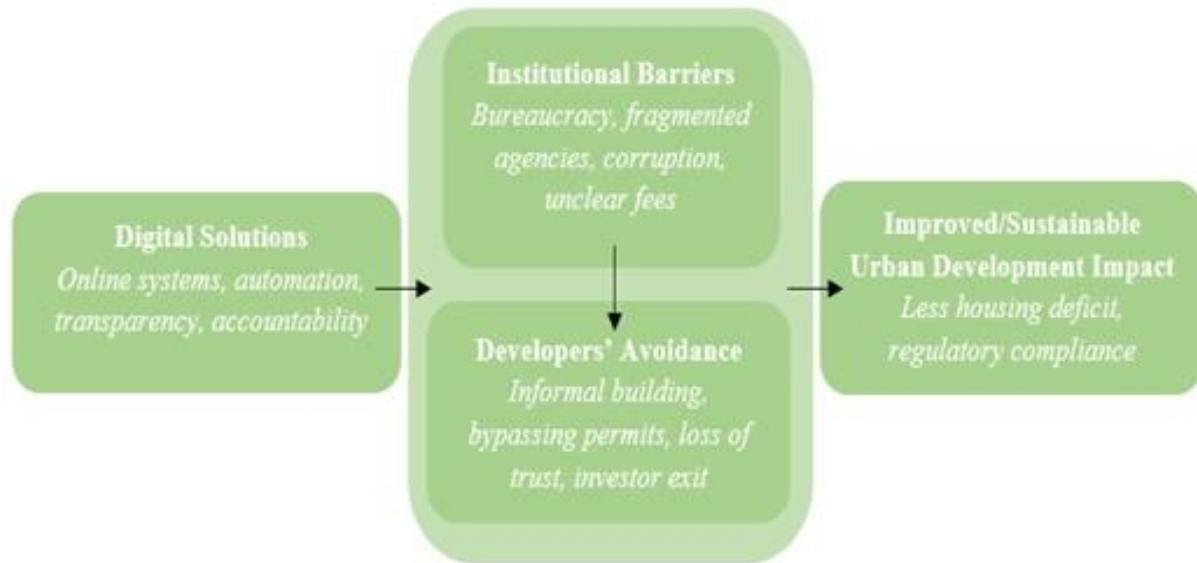 Digital Solutions
Online systems, automation,
transparency, accountability
Institutional Barriers
Bureaucracy, fragmented
agencies, corruption,
unclear fees
Developers' Avoidance
Informal building,
bypassing permits, loss of
trust, investor exit
Improved/Sustainable
Urban Development Impact
Less housing deficit,
regulatory compliance